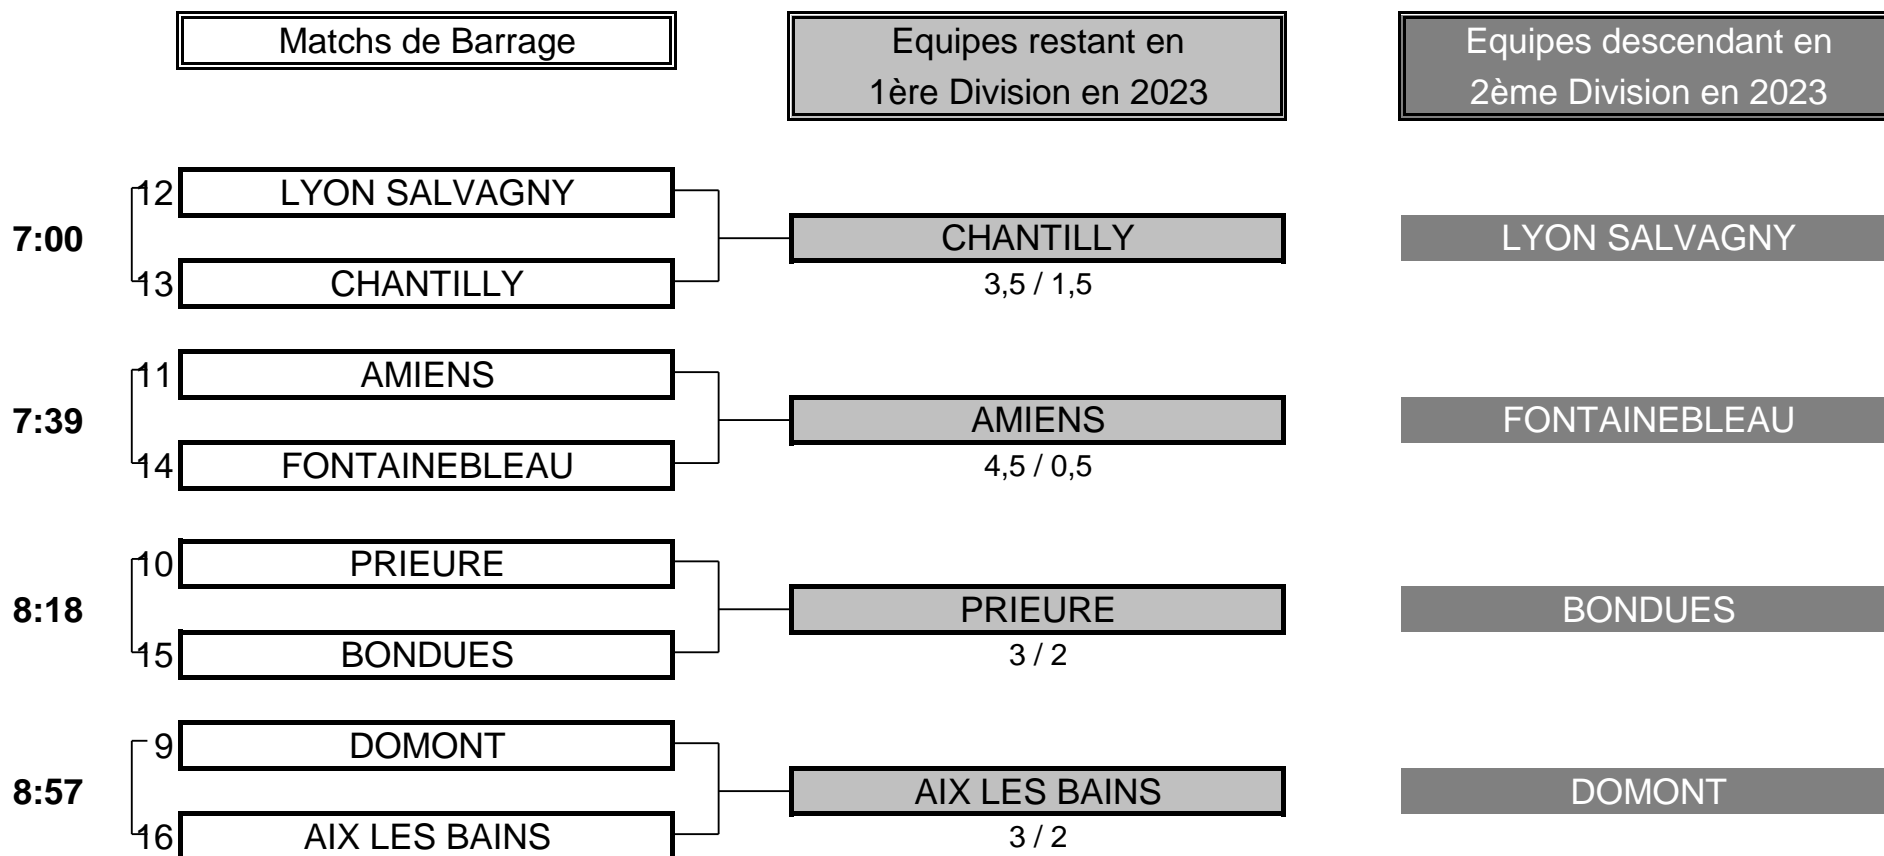 Matchs de Barrage
Equipes restant en
1ère Division en 2023
Equipes descendant en
2ème Division en 2023
12 LYON SALVAGNY
7:00 CHANTILLY LYON SALVAGNY
13 CHANTILLY 3,5 / 1,5
11 AMIENS
7:39 AMIENS FONTAINEBLEAU
14 FONTAINEBLEAU 4,5 / 0,5
10 PRIEURE
8:18 PRIEURE BONDUES
15 BONDUES 3 / 2
9 DOMONT
8:57 AIX LES BAINS DOMONT
16 AIX LES BAINS 3 / 2